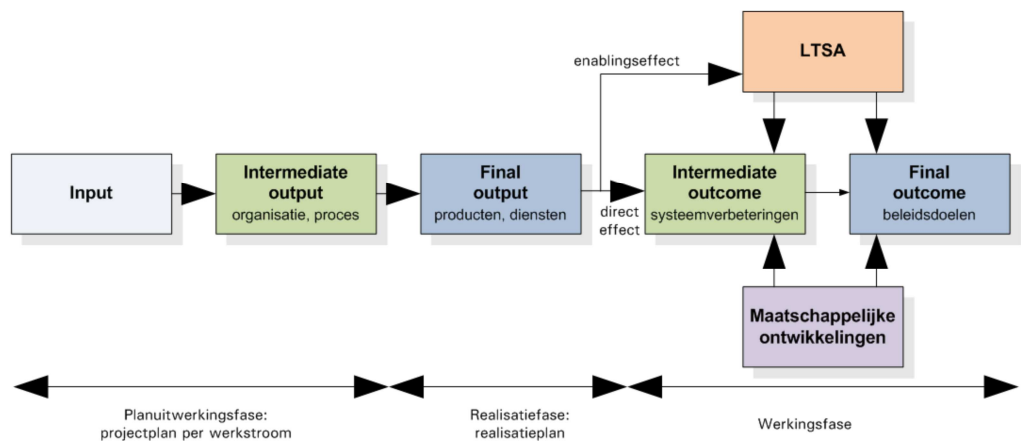 LTSA
enablingseffect
Input
Intermediate
output
organisatie, proces
Final
output
producten, diensten
direct
effect
Intermediate
outcome
systeemverbeteringen
Final
outcome
beleidsdoelen
Maatschappelijke
ontwikkelingen
Planuitwerkingsfase:
projectplan per werkstroom
Realisatiefase:
realisatieplan
Werkingsfase